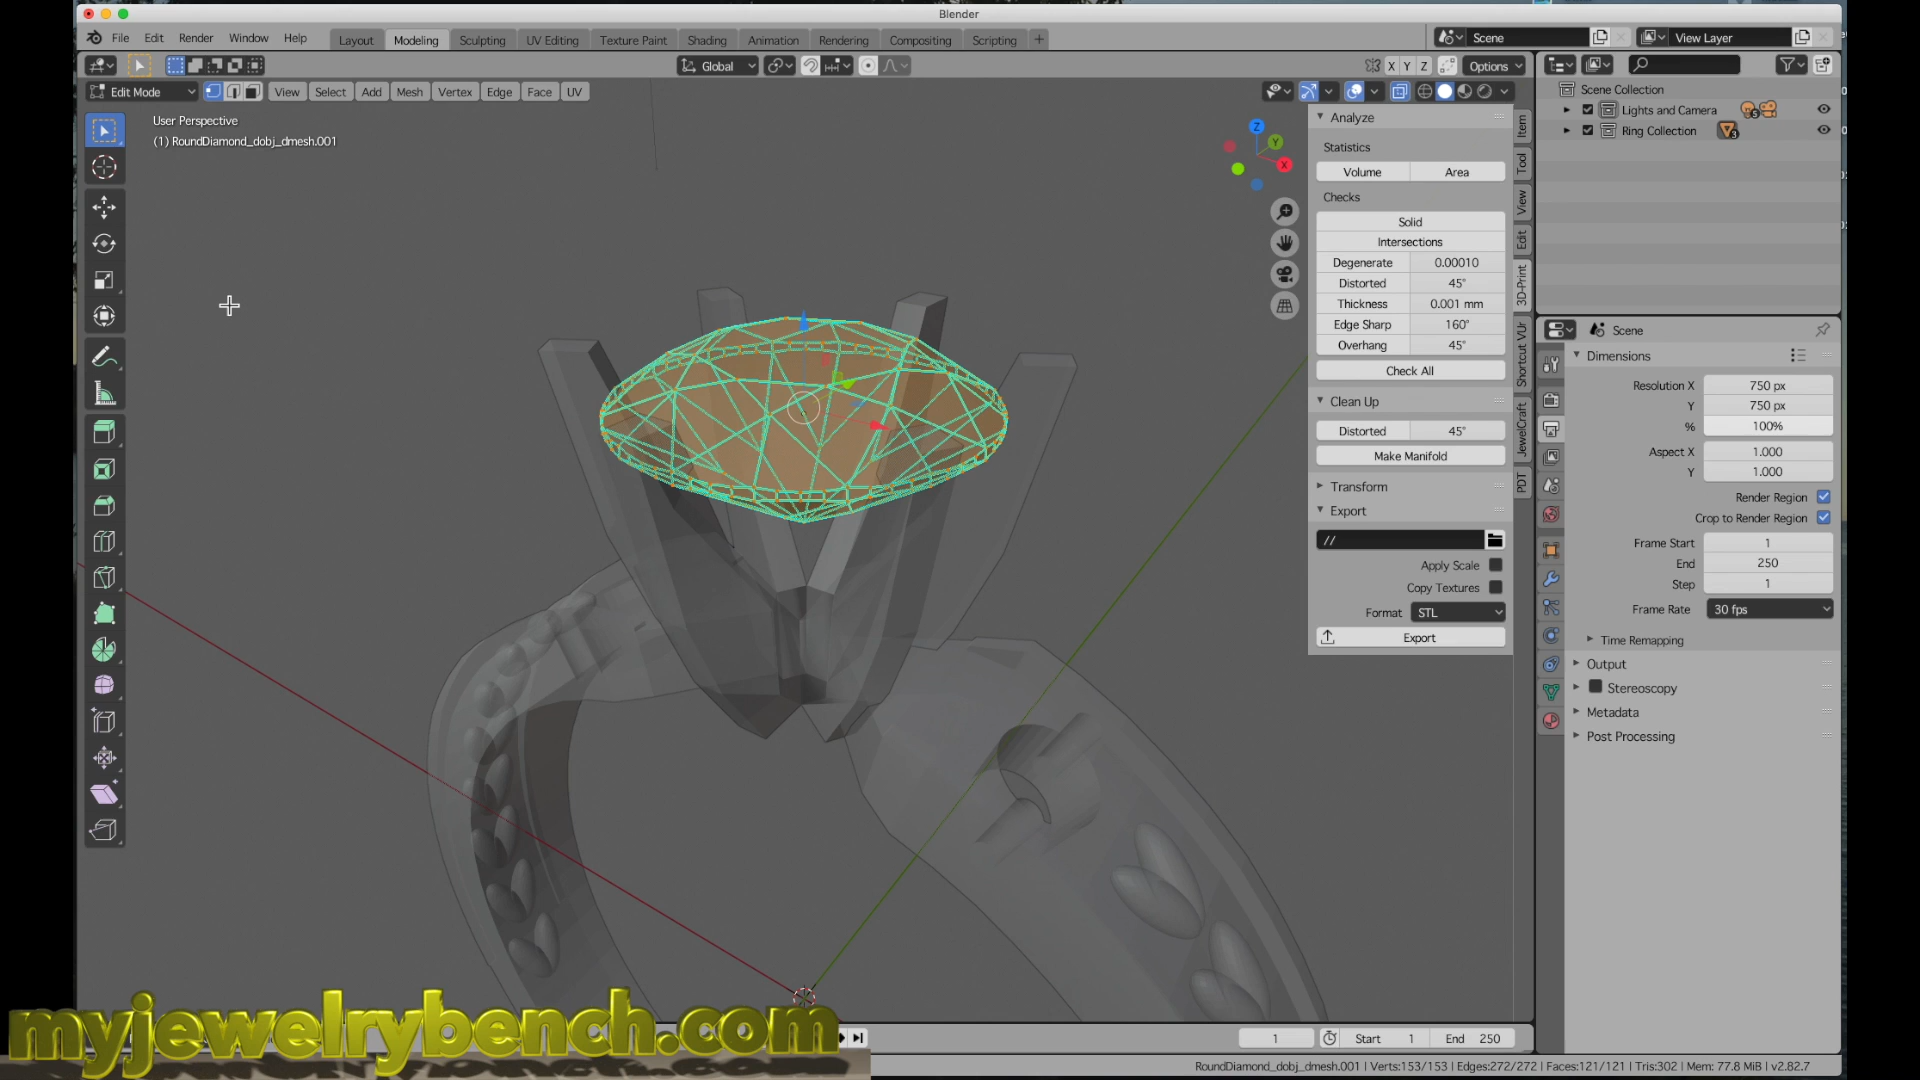 Blender
File Edit Render Window Help Layout Modeling Sculpting UV Editing Texture Paint Shading Animation Rendering Compositing Scripting + Scene View Layer
Global X Y Z Options
Edit Mode View Select Add Mesh Vertex Edge Face UV
User Perspective
(1) RoundDiamond_dobj_dmesh.001
Z
Y
X
Analyze
Statistics
Volume Area
Checks
Solid
Intersections
Degenerate 0.00010
Distorted 45°
Thickness 0.001 mm
Edge Sharp 160°
Overhang 45°
Check All
Clean Up
Distorted 45°
Make Manifold
Transform
Export
//
Apply Scale
Copy Textures
Format STL
Export
Item
Tool
View
Edit
3D-Print
Shortcut VUr
JewelCraft
PDT
Scene Collection
Lights and Camera 5
Ring Collection 3
Scene
Dimensions
Resolution X 750 px
Y 750 px
% 100%
Aspect X 1.000
Y 1.000
Render Region
Crop to Render Region
Frame Start 1
End 250
Step 1
Frame Rate 30 fps
Time Remapping
Output
Stereoscopy
Metadata
Post Processing
1 Start 1 End 250
RoundDiamond_dobj_dmesh.001 | Verts:153/153 | Edges:272/272 | Faces:121/121 | Tris:302 | Mem: 77.8 MiB | v2.82.7
myjewelrybench.com